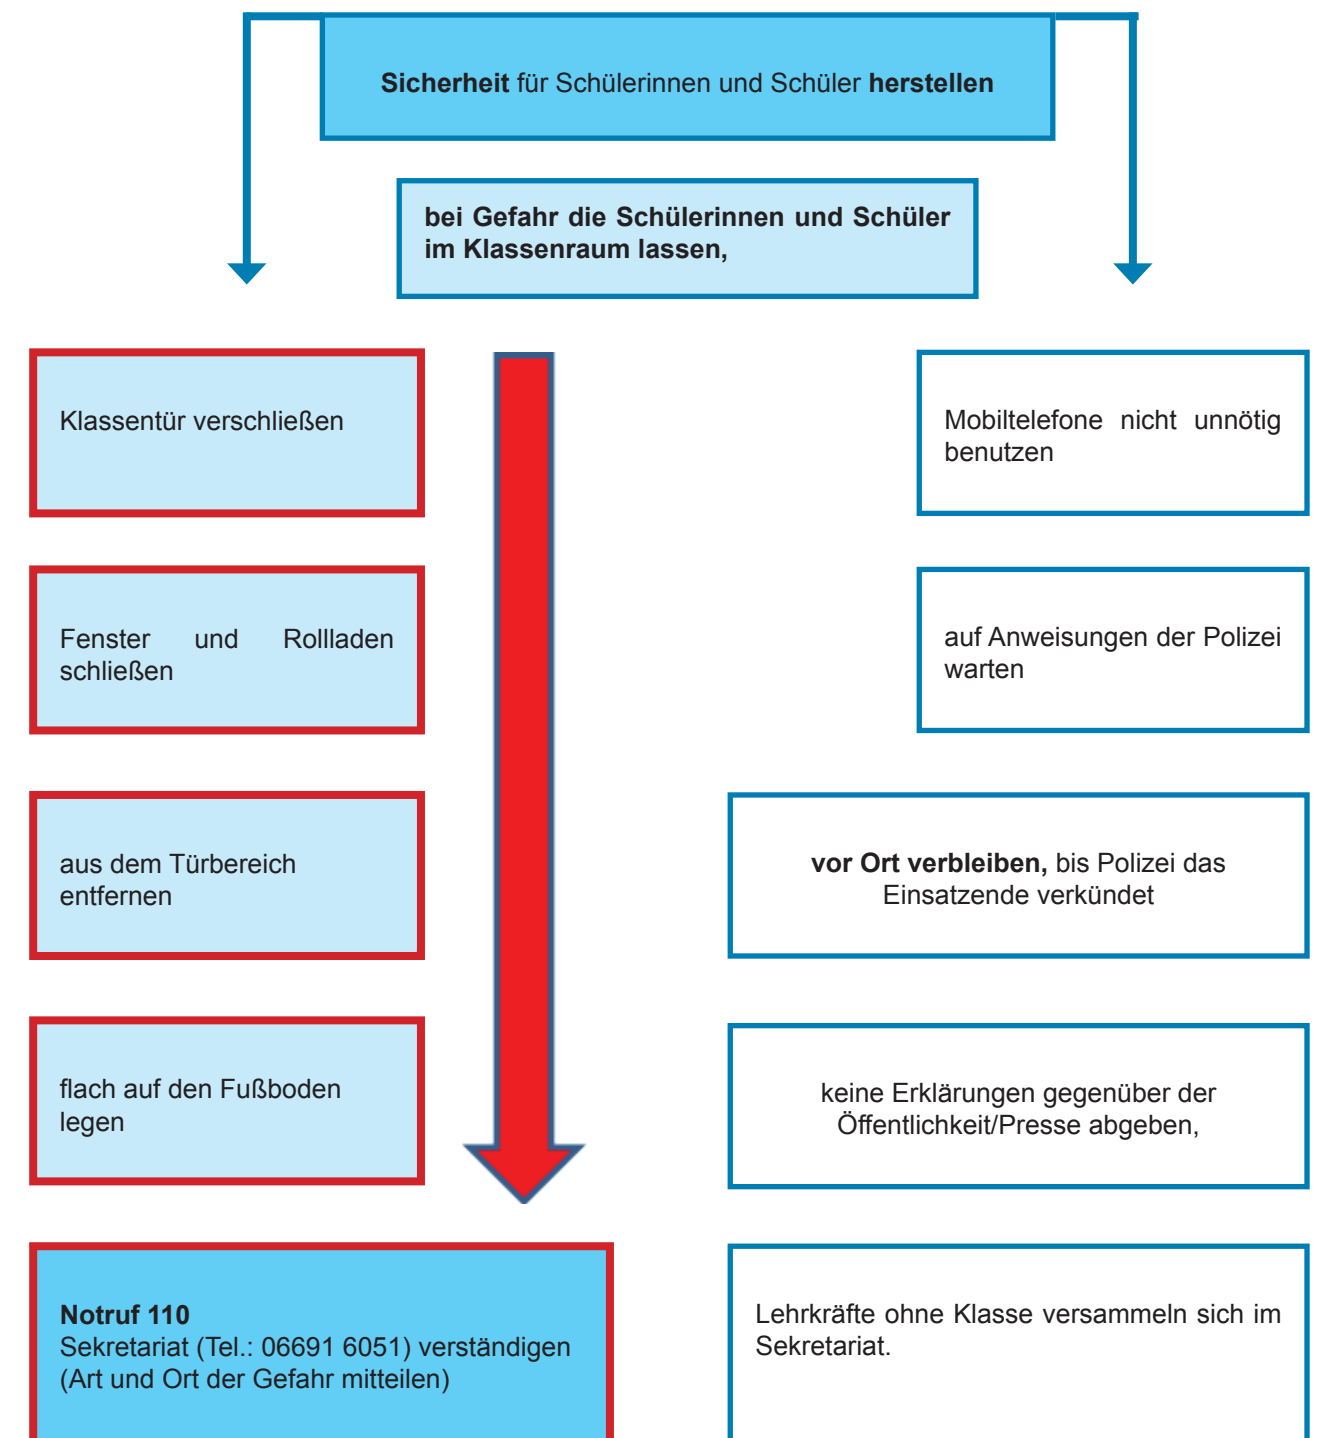 Sicherheit für Schülerinnen und Schüler herstellen
bei Gefahr die Schülerinnen und Schüler
im Klassenraum lassen,
Klassentür verschließen
Fenster und Rollladen
schließen
aus dem Türbereich
entfernen
flach auf den Fußboden
legen
Notruf 110
Sekretariat (Tel.: 06691 6051) verständigen
(Art und Ort der Gefahr mitteilen)
Mobiltelefone nicht unnötig
benutzen
auf Anweisungen der Polizei
warten
vor Ort verbleiben, bis Polizei das
Einsatzende verkündet
keine Erklärungen gegenüber der
Öffentlichkeit/Presse abgeben,
Lehrkräfte ohne Klasse versammeln sich im
Sekretariat.